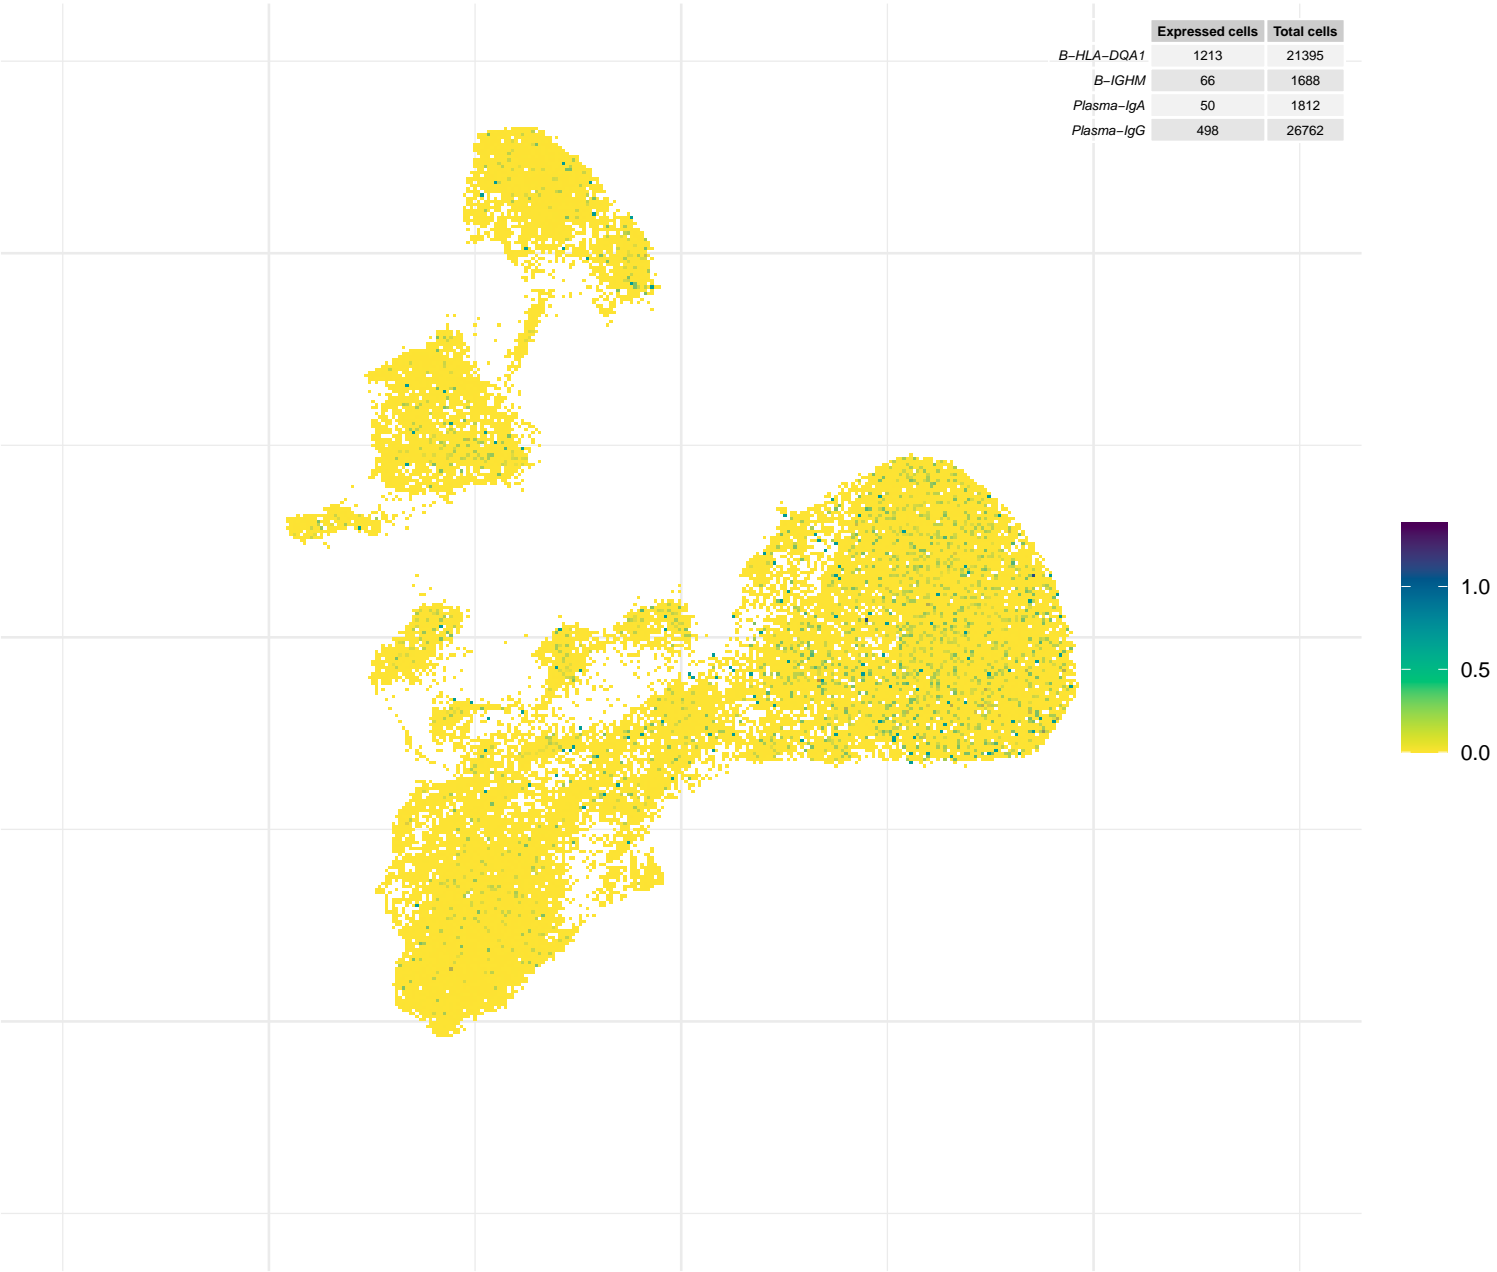 Expressed cells Total cells
B−HLA−DQA1 1213 21395
B−IGHM 66 1688
Plasma−IgA 50 1812
Plasma−IgG 498 26762
1.0
0.5
0.0